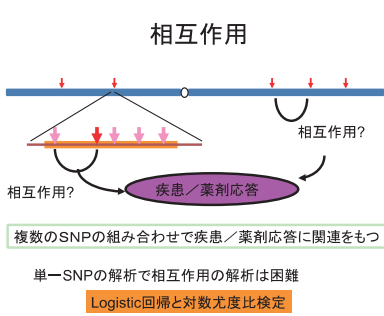 相互作用
相互作用?
相互作用?
疾患／薬剤応答
複数のSNPの組み合わせで疾患／薬剤応答に関連をもつ
単一SNPの解析で相互作用の解析は困難
Logistic回帰と対数尤度比検定